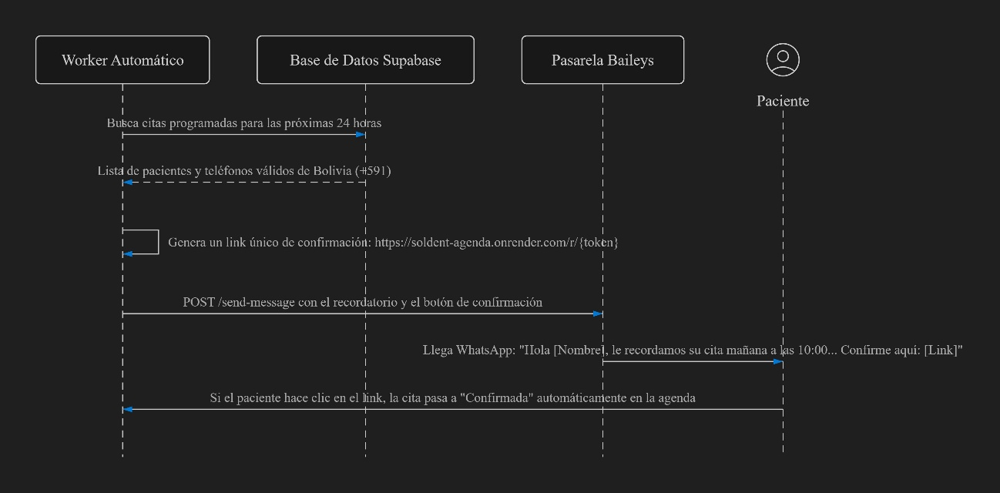 Worker Automático
Base de Datos Supabase
Pasarela Baileys
Paciente
Busca citas programadas para las próximas 24 horas
Lista de pacientes y teléfonos válidos de Bolivia (+591)
Genera un link único de confirmación: https://soldent-agenda.onrender.com/r/{token}
POST /send-message con el recordatorio y el botón de confirmación
Llega WhatsApp: "Hola [Nombre], le recordamos su cita mañana a las 10:00... Confirme aquí: [Link]"
Si el paciente hace clic en el link, la cita pasa a "Confirmada" automáticamente en la agenda